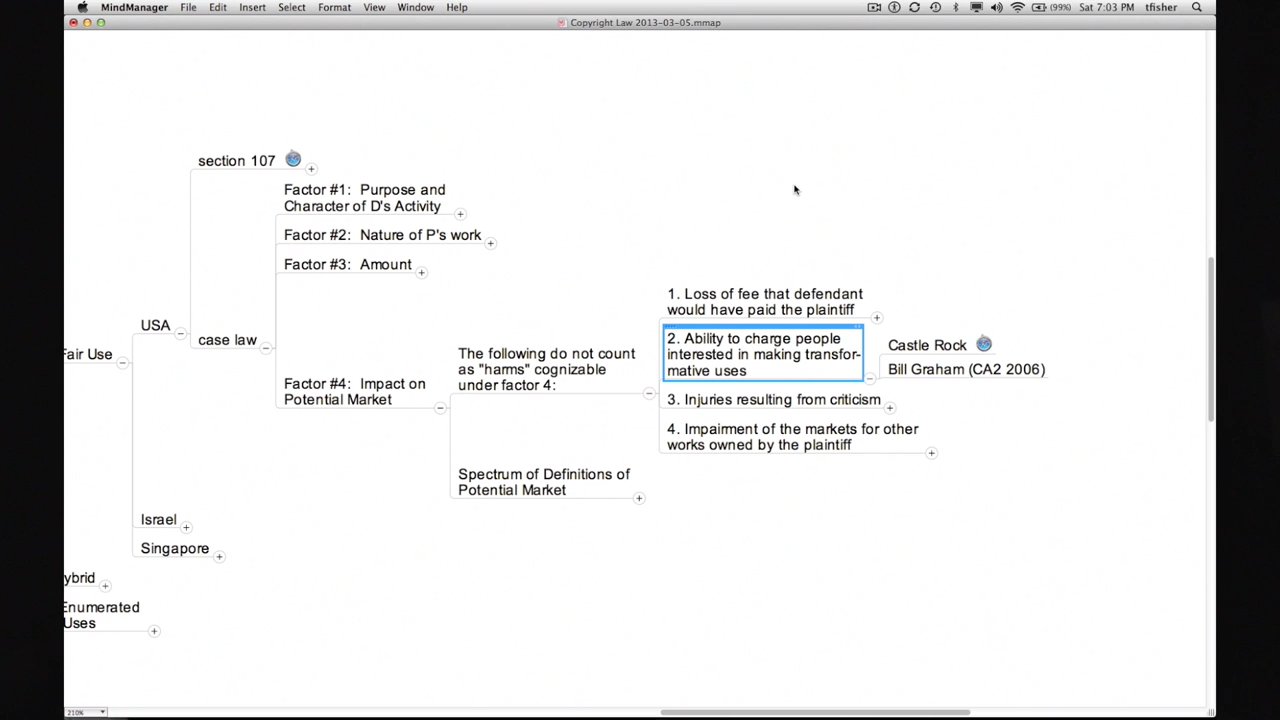 MindManager File Edit Insert Select Format View Window Help (99%) Sat 7:03 PM tfisher
Copyright Law 2013-03-05.mmap
section 107
Factor #1: Purpose and
Character of D's Activity
Factor #2: Nature of P's work
Factor #3: Amount
USA
case law
Fair Use
Factor #4: Impact on
Potential Market
The following do not count
as "harms" cognizable
under factor 4:
1. Loss of fee that defendant
would have paid the plaintiff
2. Ability to charge people
interested in making transfor-
mative uses
Castle Rock
Bill Graham (CA2 2006)
3. Injuries resulting from criticism
4. Impairment of the markets for other
works owned by the plaintiff
Spectrum of Definitions of
Potential Market
Israel
Singapore
ybrid
Enumerated
Uses
210%